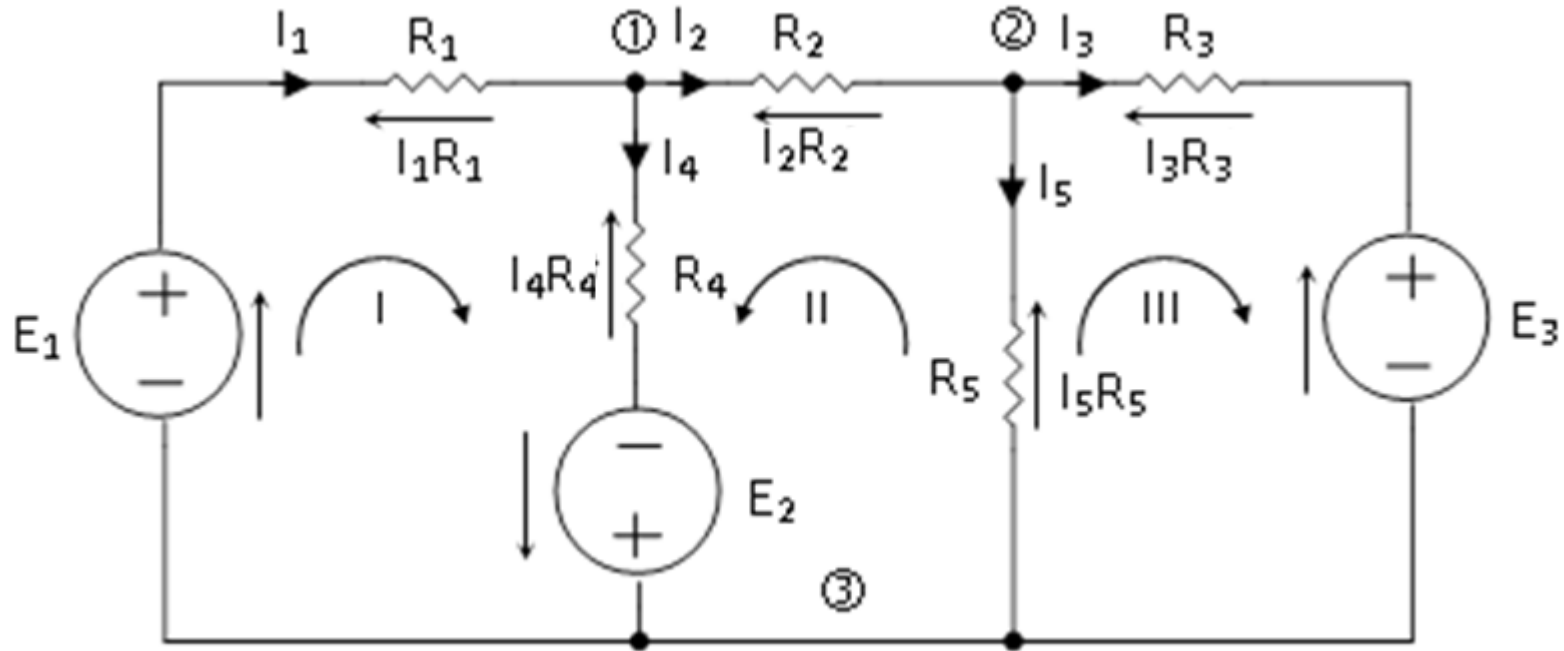 I₁ R₁ ① I₂ R₂ ② I₃ R₃
I₁R₁ I₄ I₂R₂ I₅ I₃R₃
I₄R₄ R₄
E₁ + − I II III + − E₃
R₅ I₅R₅
− + E₂
③